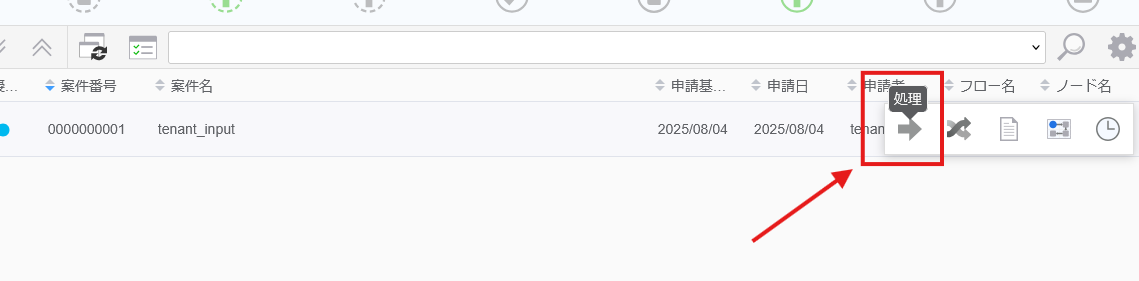 案件番号 案件名 申請基… 申請日 申請者 フロー名 ノード名
処理
0000000001 tenant_input 2025/08/04 2025/08/04 tenan